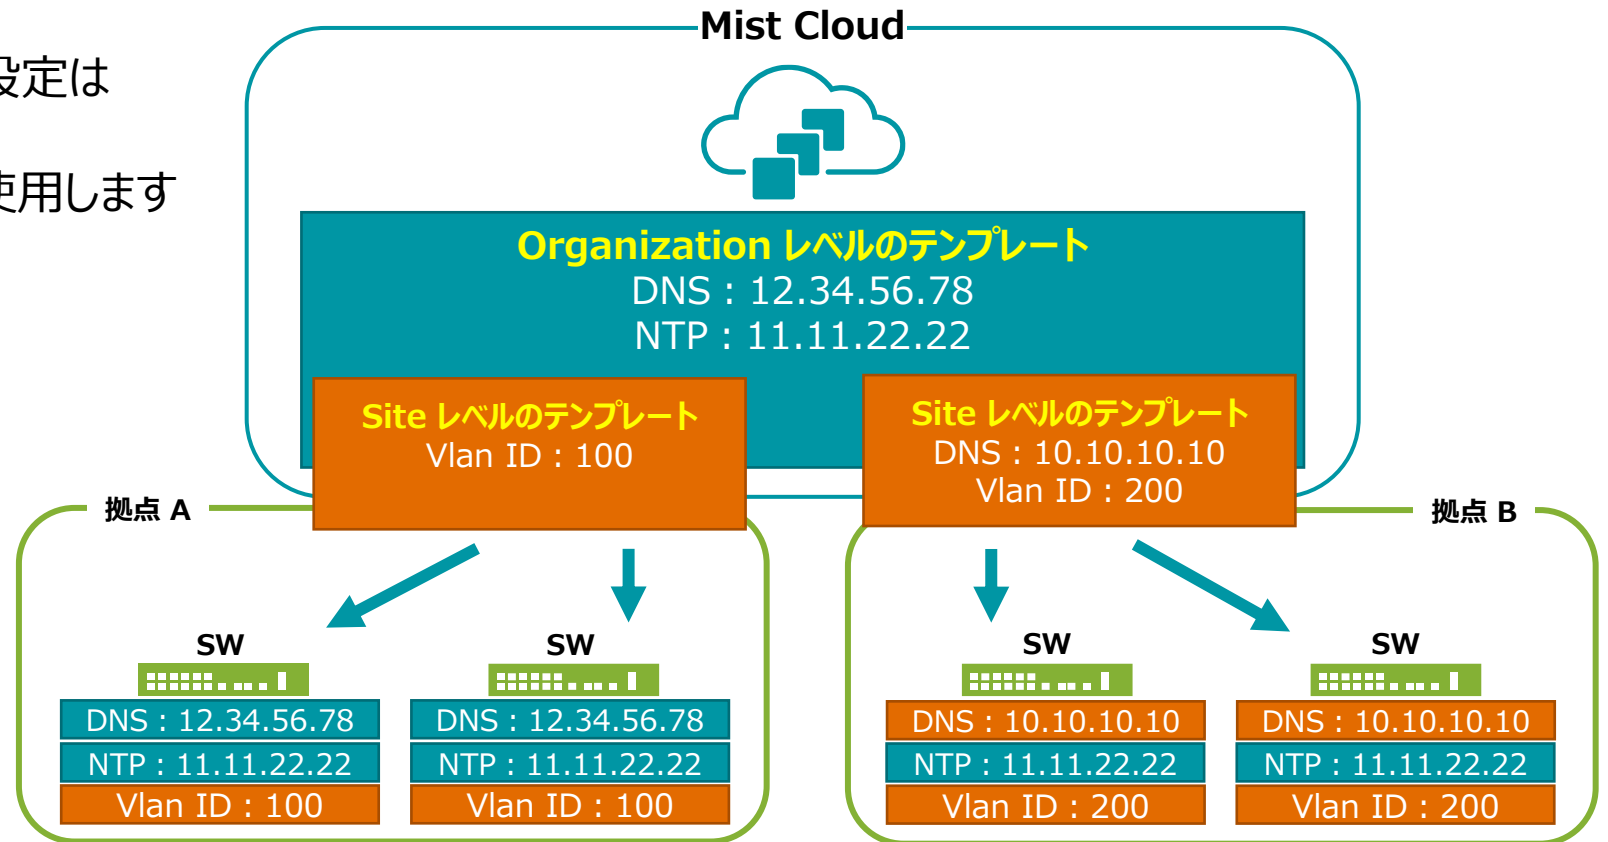 Mist Cloud
設定は
使用します
Organization レベルのテンプレート
DNS : 12.34.56.78
NTP : 11.11.22.22
Site レベルのテンプレート
Vlan ID : 100
Site レベルのテンプレート
DNS : 10.10.10.10
Vlan ID : 200
拠点 A
拠点 B
SW
DNS : 12.34.56.78
NTP : 11.11.22.22
Vlan ID : 100
SW
DNS : 12.34.56.78
NTP : 11.11.22.22
Vlan ID : 100
SW
DNS : 10.10.10.10
NTP : 11.11.22.22
Vlan ID : 200
SW
DNS : 10.10.10.10
NTP : 11.11.22.22
Vlan ID : 200